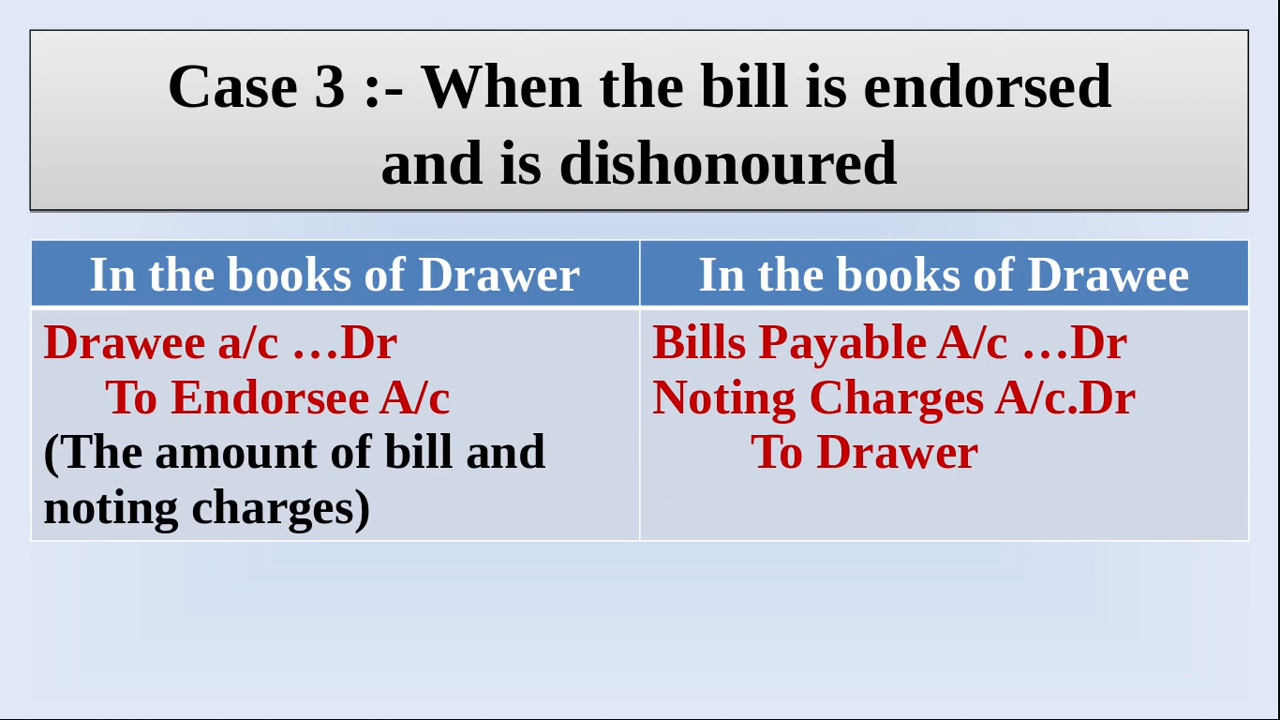 Case 3 :- When the bill is endorsed
and is dishonoured
In the books of Drawer
In the books of Drawee
Drawee a/c …Dr
To Endorsee A/c
(The amount of bill and
noting charges)
Bills Payable A/c …Dr
Noting Charges A/c.Dr
To Drawer